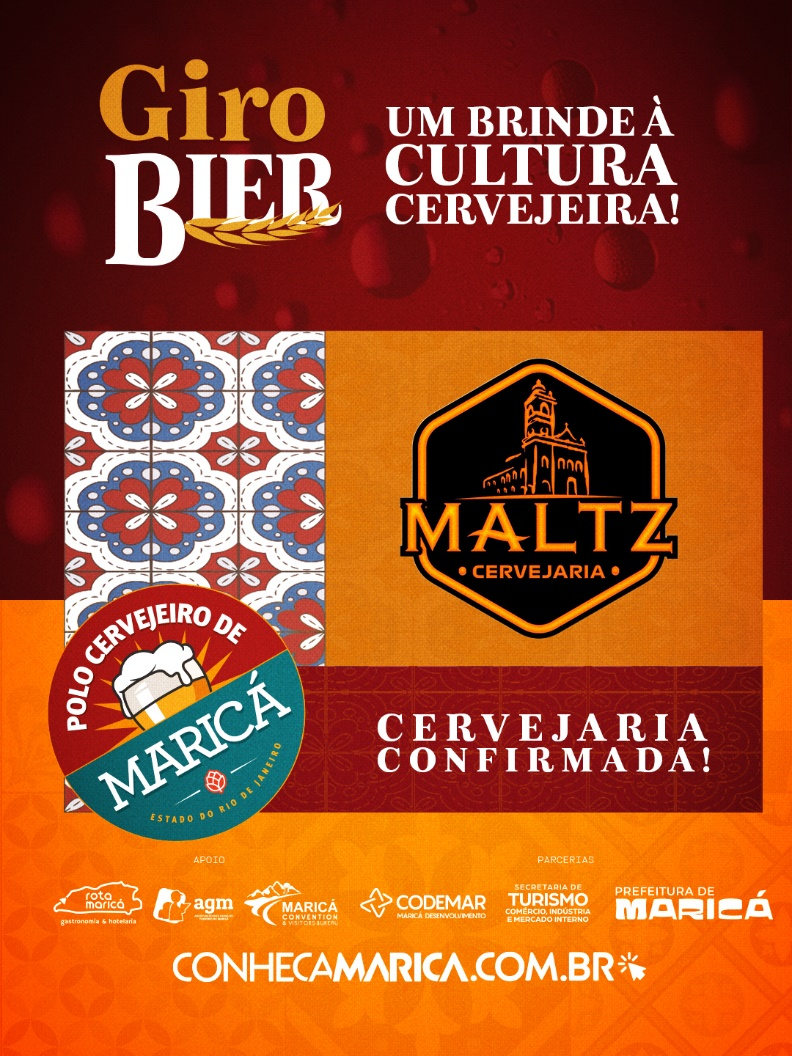 Giro
BIER
UM BRINDE À
CULTURA
CERVEJEIRA!
MALTZ
• CERVEJARIA •
POLO CERVEJEIRO DE
MARICÁ
ESTADO DO RIO DE JANEIRO
CERVEJARIA
CONFIRMADA!
APOIO
PARCERIAS
rota
maricá
gastronomia & hotelaria
agm
MARICÁ
CONVENTION
& VISITORS BUREAU
CODEMAR
MARICÁ DESENVOLVIMENTO
SECRETARIA DE
TURISMO
COMÉRCIO, INDÚSTRIA
E MERCADO INTERNO
PREFEITURA DE
MARICÁ
CONHECAMARICA.COM.BR